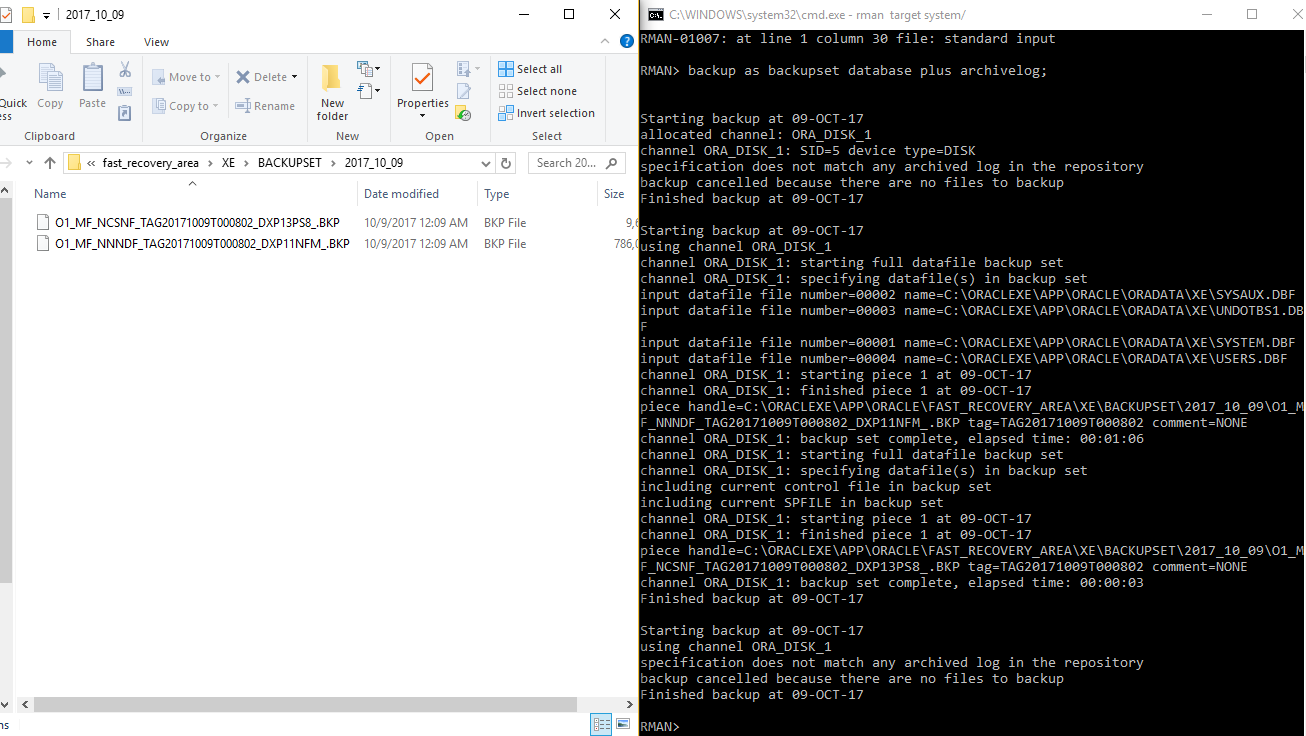 2017_10_09
Home Share View
Quick
ess
Copy
Paste
Clipboard
Move to
Copy to
Delete
Rename
Organize
New
folder
New
Properties
Open
Select all
Select none
Invert selection
Select
« fast_recovery_area > XE > BACKUPSET > 2017_10_09
Search 20...
Name Date modified Type Size
O1_MF_NCSNF_TAG20171009T000802_DXP13PS8_.BKP 10/9/2017 12:09 AM BKP File 9,6
O1_MF_NNNDF_TAG20171009T000802_DXP11NFM_.BKP 10/9/2017 12:09 AM BKP File 786,0
ns
C:\WINDOWS\system32\cmd.exe - rman target system/
RMAN-01007: at line 1 column 30 file: standard input
RMAN> backup as backupset database plus archivelog;
Starting backup at 09-OCT-17
allocated channel: ORA_DISK_1
channel ORA_DISK_1: SID=5 device type=DISK
specification does not match any archived log in the repository
backup cancelled because there are no files to backup
Finished backup at 09-OCT-17
Starting backup at 09-OCT-17
using channel ORA_DISK_1
channel ORA_DISK_1: starting full datafile backup set
channel ORA_DISK_1: specifying datafile(s) in backup set
input datafile file number=00002 name=C:\ORACLEXE\APP\ORACLE\ORADATA\XE\SYSAUX.DBF
input datafile file number=00003 name=C:\ORACLEXE\APP\ORACLE\ORADATA\XE\UNDOTBS1.DB
F
input datafile file number=00001 name=C:\ORACLEXE\APP\ORACLE\ORADATA\XE\SYSTEM.DBF
input datafile file number=00004 name=C:\ORACLEXE\APP\ORACLE\ORADATA\XE\USERS.DBF
channel ORA_DISK_1: starting piece 1 at 09-OCT-17
channel ORA_DISK_1: finished piece 1 at 09-OCT-17
piece handle=C:\ORACLEXE\APP\ORACLE\FAST_RECOVERY_AREA\XE\BACKUPSET\2017_10_09\O1_M
F_NNNDF_TAG20171009T000802_DXP11NFM_.BKP tag=TAG20171009T000802 comment=NONE
channel ORA_DISK_1: backup set complete, elapsed time: 00:01:06
channel ORA_DISK_1: starting full datafile backup set
channel ORA_DISK_1: specifying datafile(s) in backup set
including current control file in backup set
including current SPFILE in backup set
channel ORA_DISK_1: starting piece 1 at 09-OCT-17
channel ORA_DISK_1: finished piece 1 at 09-OCT-17
piece handle=C:\ORACLEXE\APP\ORACLE\FAST_RECOVERY_AREA\XE\BACKUPSET\2017_10_09\O1_M
F_NCSNF_TAG20171009T000802_DXP13PS8_.BKP tag=TAG20171009T000802 comment=NONE
channel ORA_DISK_1: backup set complete, elapsed time: 00:00:03
Finished backup at 09-OCT-17
Starting backup at 09-OCT-17
using channel ORA_DISK_1
specification does not match any archived log in the repository
backup cancelled because there are no files to backup
Finished backup at 09-OCT-17
RMAN>